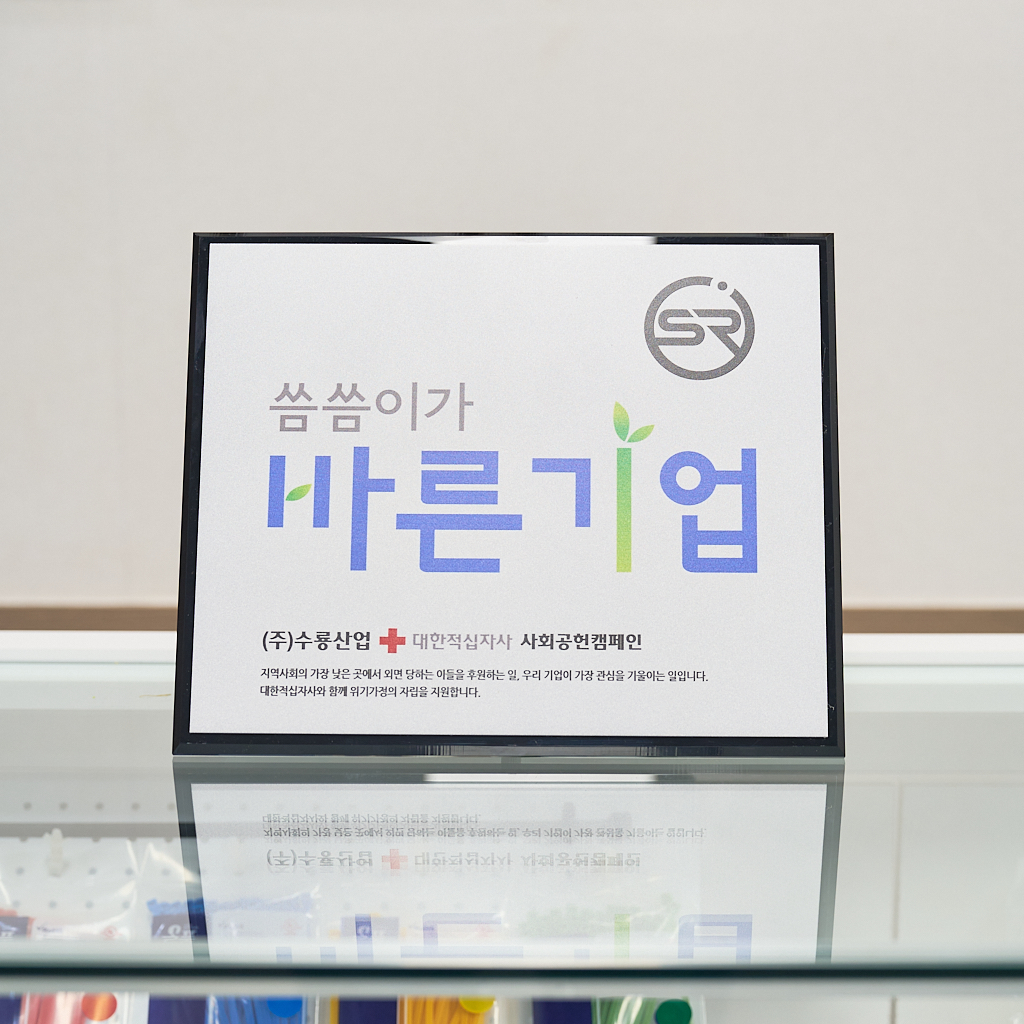 SR
씀씀이가
바른기업
(주)수룡산업 대한적십자사 사회공헌캠페인
지역사회의 가장 낮은 곳에서 외면 당하는 이들을 후원하는 일, 우리 기업이 가장 관심을 기울이는 일입니다.
대한적십자사와 함께 위기가정의 자립을 지원합니다.